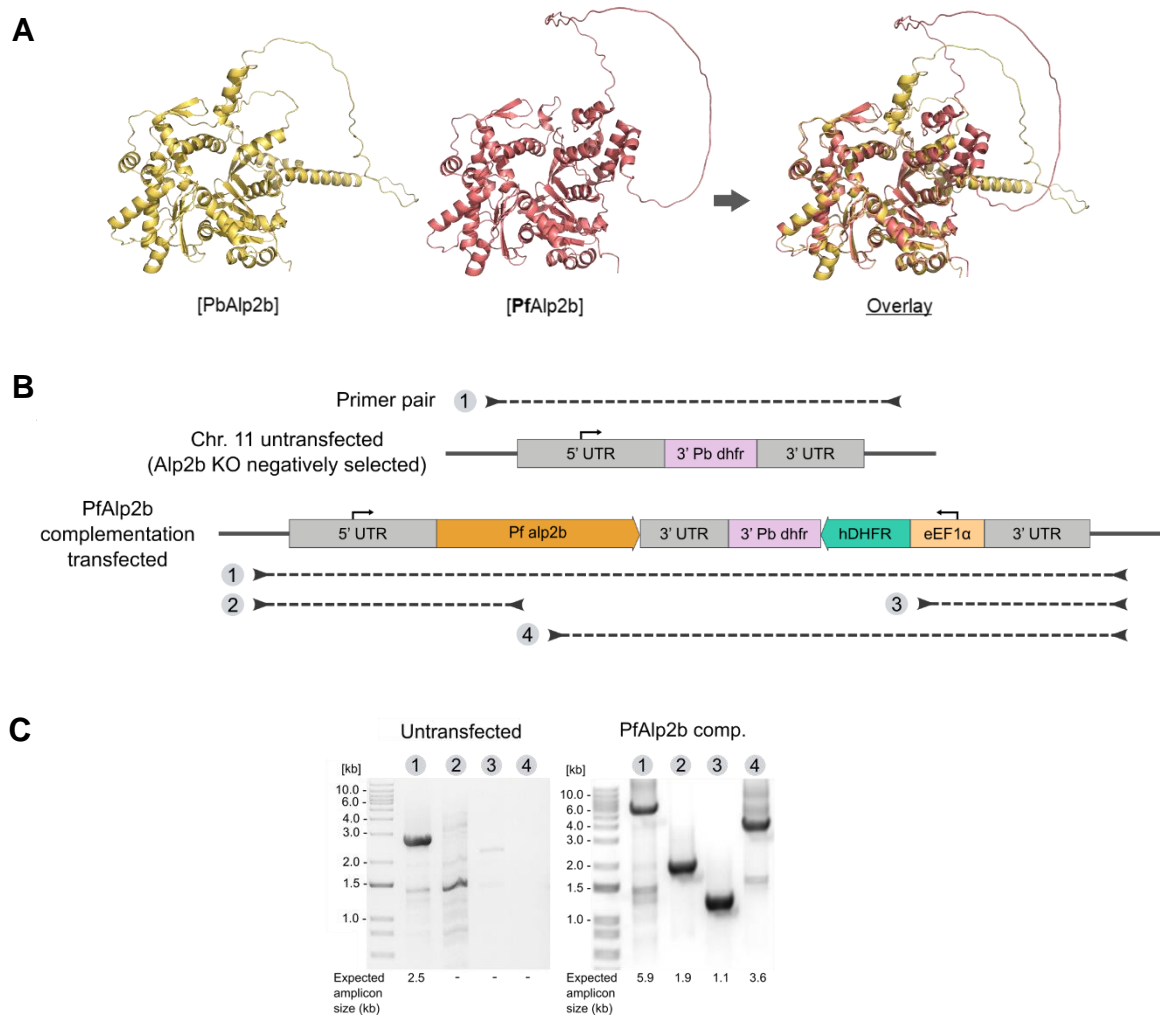 A
[PbAlp2b]
[PfAlp2b]
Overlay
B
Primer pair
1
Chr. 11 untransfected
(Alp2b KO negatively selected)
5' UTR
3' Pb dhfr
3' UTR
PfAlp2b
complementation
transfected
5' UTR
Pf alp2b
3' UTR
3' Pb dhfr
hDHFR
eEF1α
3' UTR
1
2
3
4
C
Untransfected
PfAlp2b comp.
[kb]
1
2
3
4
10.0 -
6.0 -
4.0 -
3.0 -
2.0 -
1.5 -
1.0 -
Expected
amplicon
size (kb)
2.5
-
-
-
[kb]
1
2
3
4
10.0 -
6.0 -
4.0 -
3.0 -
2.0 -
1.5 -
1.0 -
Expected
amplicon
size (kb)
5.9
1.9
1.1
3.6